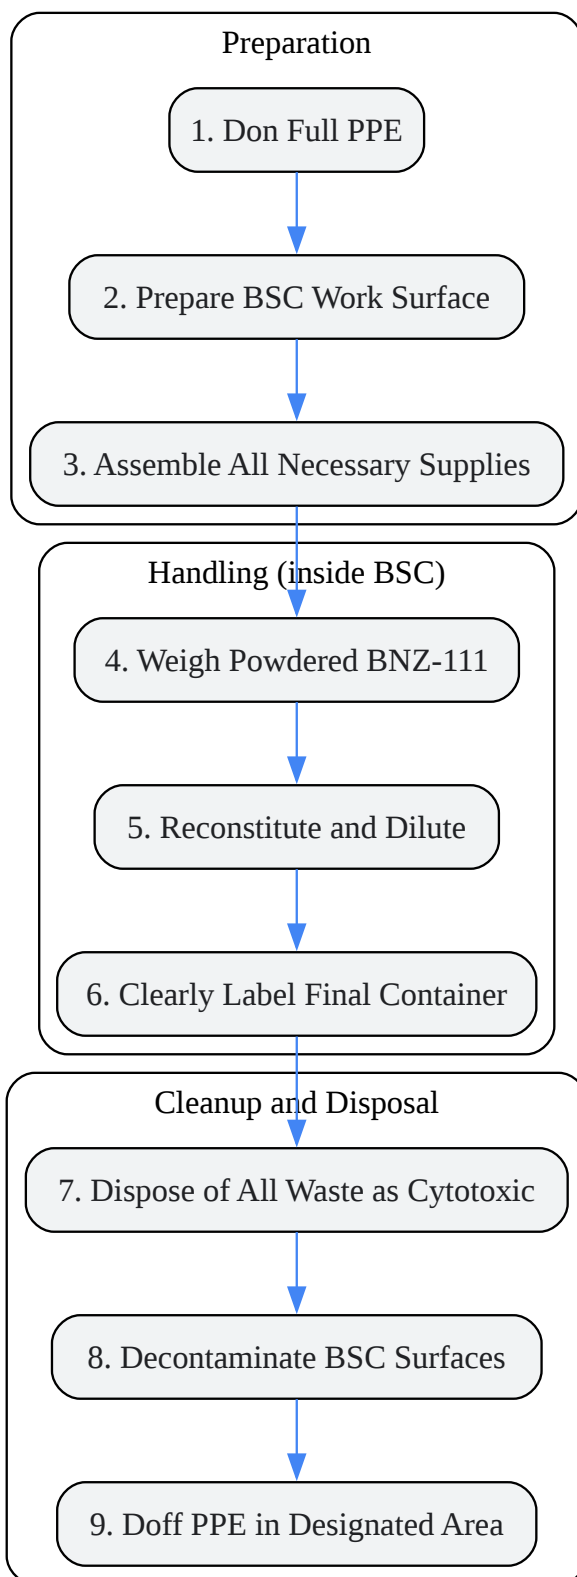 Preparation
1. Don Full PPE
2. Prepare BSC Work Surface
3. Assemble All Necessary Supplies
Handling (inside BSC)
4. Weigh Powdered BNZ-111
5. Reconstitute and Dilute
6. Clearly Label Final Container
Cleanup and Disposal
7. Dispose of All Waste as Cytotoxic
8. Decontaminate BSC Surfaces
9. Doff PPE in Designated Area